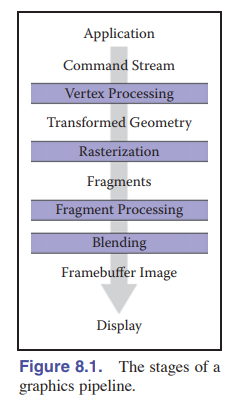 Application
Command Stream
Vertex Processing
Transformed Geometry
Rasterization
Fragments
Fragment Processing
Blending
Framebuffer Image
Display
Figure 8.1. The stages of a
graphics pipeline.